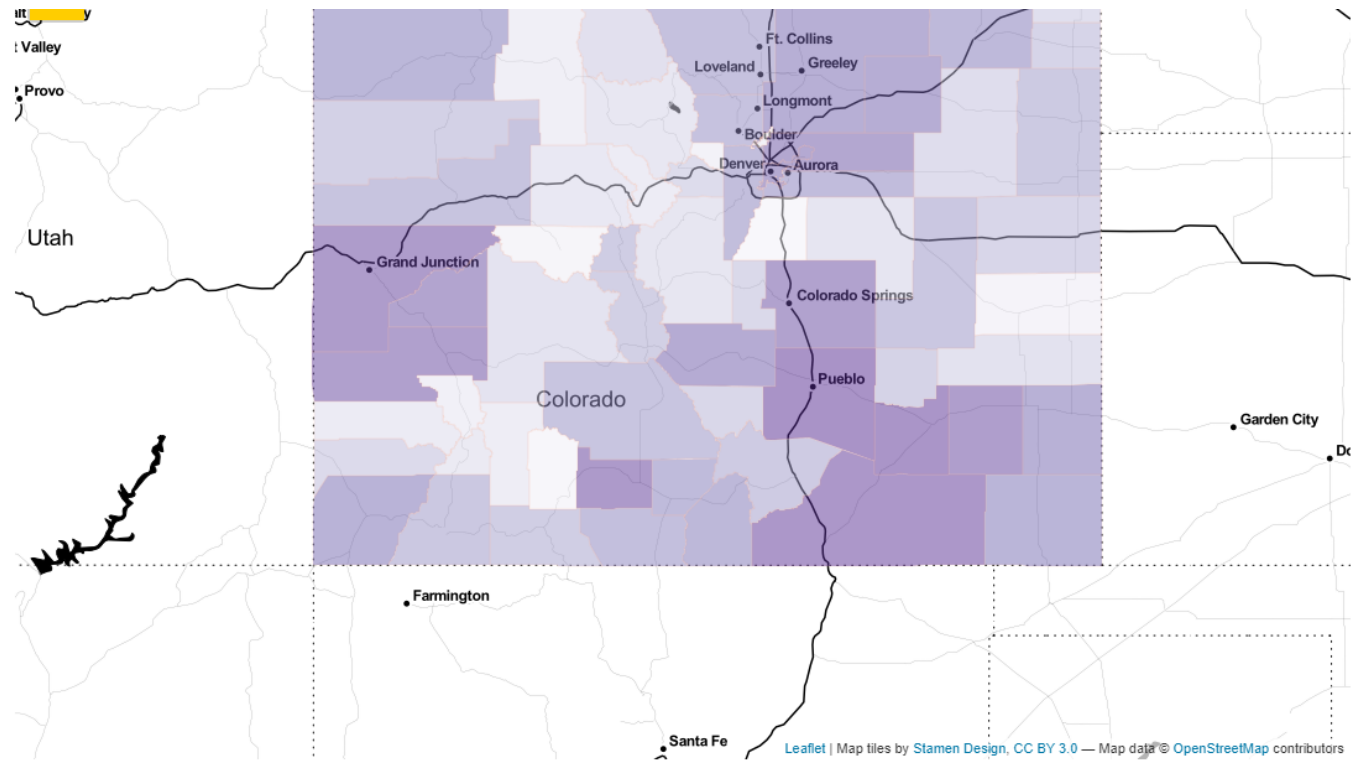 Ft. Collins
t Valley
Greeley
Loveland
Provo
Longmont
Boulder
Denver
Aurora
Utah
Grand Junction
Colorado Springs
Pueblo
Colorado
Garden City
Farmington
Santa Fe
Leaflet | Map tiles by Stamen Design, CC BY 3.0 — Map data © OpenStreetMap contributors